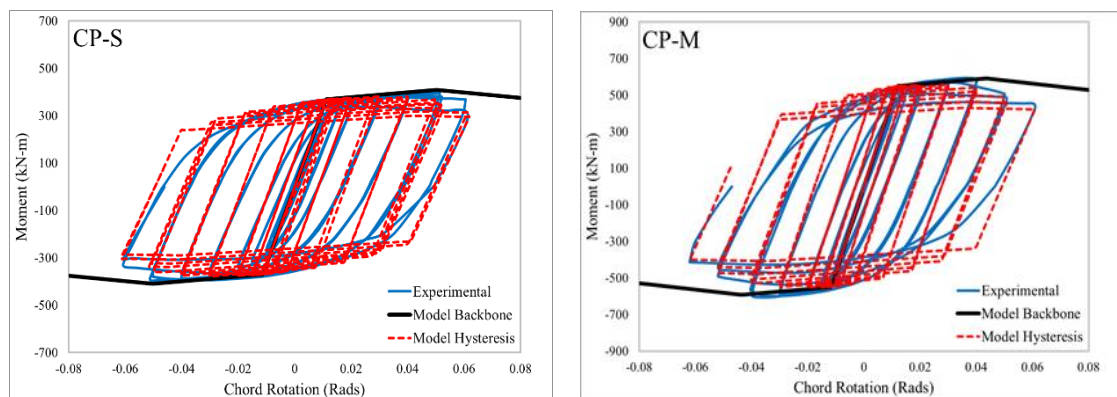 CP-S
700
500
300
100
-100
-300
-500
-700
Moment (kN-m)
-0.08 -0.06 -0.04 -0.02 0 0.02 0.04 0.06 0.08
Chord Rotation (Rads)
Experimental
Model Backbone
Model Hysteresis
CP-M
900
700
500
300
100
-100
-300
-500
-700
-900
Moment (kN-m)
-0.08 -0.06 -0.04 -0.02 0 0.02 0.04 0.06 0.08
Chord Rotation (Rads)
Experimental
Model Backbone
Model Hysteresis